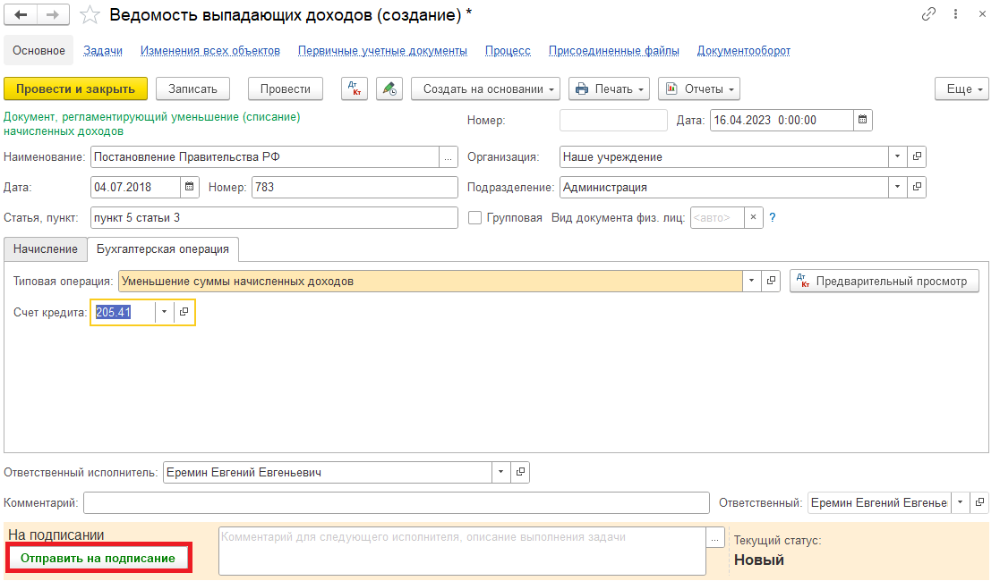 Ведомость выпадающих доходов (создание) *
Основное Задачи Изменения всех объектов Первичные учетные документы Процесс Присоединенные файлы Документооборот
Провести и закрыть Записать Провести Дт Кт Создать на основании Печать Отчеты Еще
Документ, регламентирующий уменьшение (списание)
начисленных доходов
Номер: Дата: 16.04.2023 0:00:00
Наименование: Постановление Правительства РФ ... Организация: Наше учреждение
Дата: 04.07.2018 Номер: 783 Подразделение: Администрация
Статья, пункт: пункт 5 статьи 3 Групповая Вид документа физ. лиц: <авто> × ?
Начисление Бухгалтерская операция
Типовая операция: Уменьшение суммы начисленных доходов Дт Кт Предварительный просмотр
Счет кредита: 205.41
Ответственный исполнитель: Еремин Евгений Евгеньевич
Комментарий: Ответственный: Еремин Евгений Евгенье
На подписании
Отправить на подписание
Комментарий для следующего исполнителя, описание выполнения задачи ...
Текущий статус:
Новый